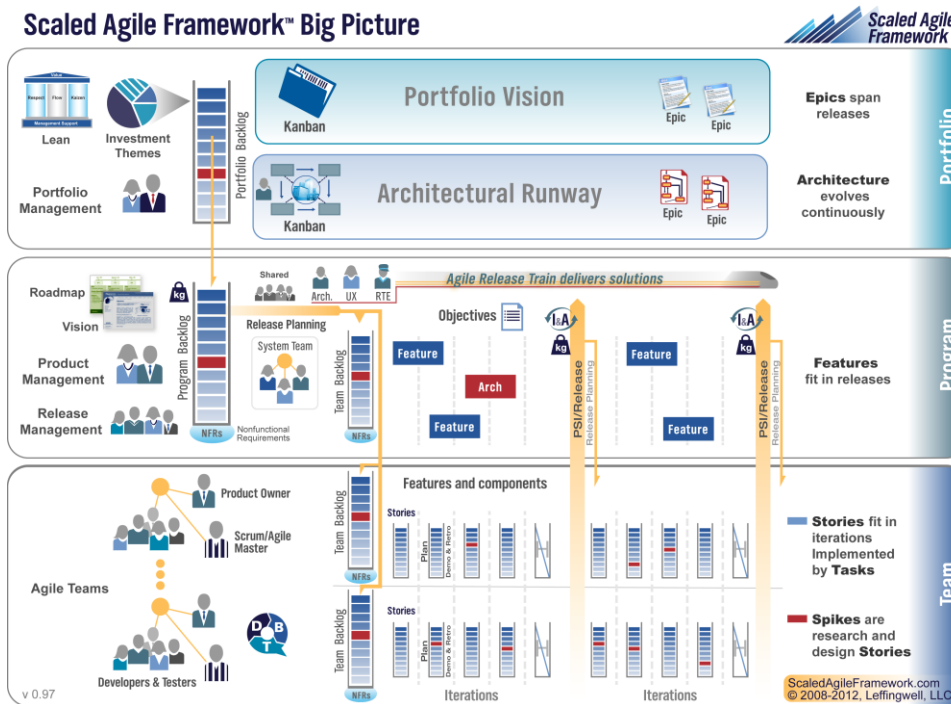 Scaled Agile Framework™ Big Picture
Scaled Agile
Framework
Value
Respect Flow Kaizen
Management Support
Lean
Investment
Themes
Portfolio
Management
Portfolio Backlog
Kanban
Portfolio Vision
Epic
Epic
Epics span
releases
Kanban
Architectural Runway
Epic
Epic
Architecture
evolves
continuously
Portfolio
Roadmap
Vision
Product
Management
Release
Management
kg
Program Backlog
NFRs
Nonfunctional
Requirements
Shared
Arch. UX RTE
Release Planning
System Team
Team Backlog
NFRs
Agile Release Train delivers solutions
Objectives
Feature
Arch
Feature
I&A
kg
PSI/Release
Release Planning
Feature
Feature
I&A
kg
PSI/Release
Release Planning
Features
fit in releases
Program
Product Owner
Scrum/Agile
Master
Agile Teams
Developers & Testers
D B T
v 0.97
Team Backlog
NFRs
Team Backlog
NFRs
Features and components
Stories
Plan
Demo & Retro
H
H
Stories
Plan
Demo & Retro
H
H
Iterations
Iterations
Stories fit in
iterations
Implemented
by Tasks
Spikes are
research and
design Stories
Team
ScaledAgileFramework.com
© 2008-2012, Leffingwell, LLC